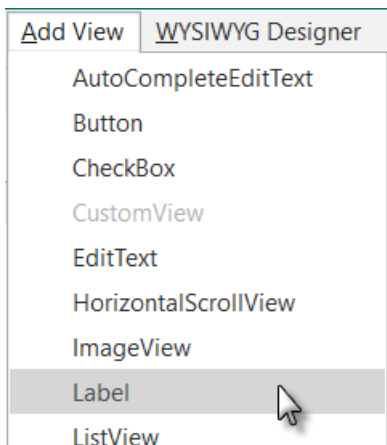 Add View WYSIWYG Designer
AutoCompleteEditText
Button
CheckBox
CustomView
EditText
HorizontalScrollView
ImageView
Label
ListView